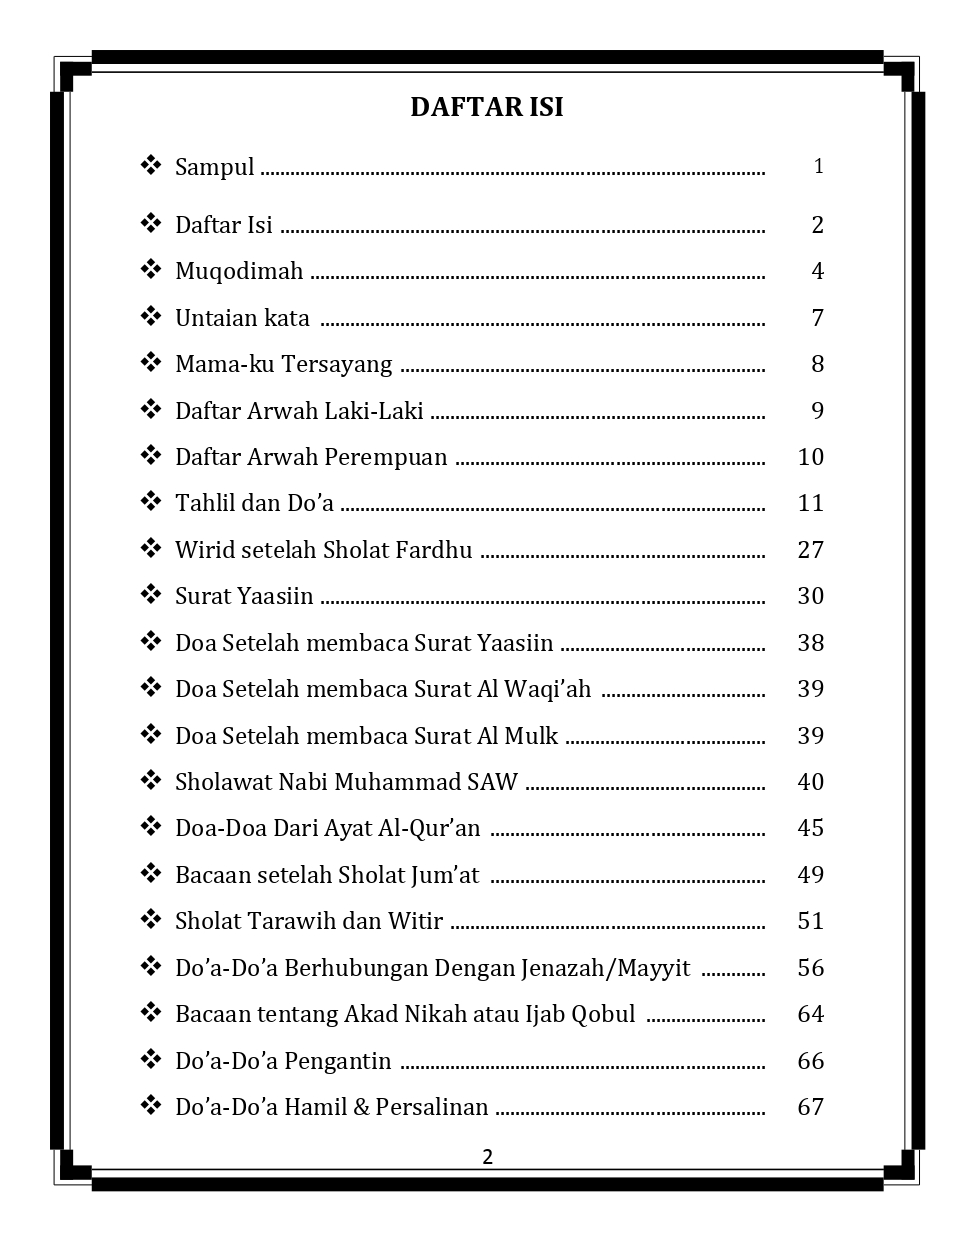 DAFTAR ISI
❖ Sampul ..................................................................................................... 1
❖ Daftar Isi ................................................................................................. 2
❖ Muqodimah ........................................................................................... 4
❖ Untaian kata ......................................................................................... 7
❖ Mama-ku Tersayang ......................................................................... 8
❖ Daftar Arwah Laki-Laki ................................................................... 9
❖ Daftar Arwah Perempuan .............................................................. 10
❖ Tahlil dan Do’a ..................................................................................... 11
❖ Wirid setelah Sholat Fardhu ......................................................... 27
❖ Surat Yaasiin ......................................................................................... 30
❖ Doa Setelah membaca Surat Yaasiin ......................................... 38
❖ Doa Setelah membaca Surat Al Waqi’ah ................................. 39
❖ Doa Setelah membaca Surat Al Mulk ........................................ 39
❖ Sholawat Nabi Muhammad SAW ................................................ 40
❖ Doa-Doa Dari Ayat Al-Qur’an ....................................................... 45
❖ Bacaan setelah Sholat Jum’at ....................................................... 49
❖ Sholat Tarawih dan Witir ............................................................... 51
❖ Do’a-Do’a Berhubungan Dengan Jenazah/Mayyit ............. 56
❖ Bacaan tentang Akad Nikah atau Ijab Qobul ........................ 64
❖ Do’a-Do’a Pengantin ......................................................................... 66
❖ Do’a-Do’a Hamil & Persalinan ...................................................... 67
2